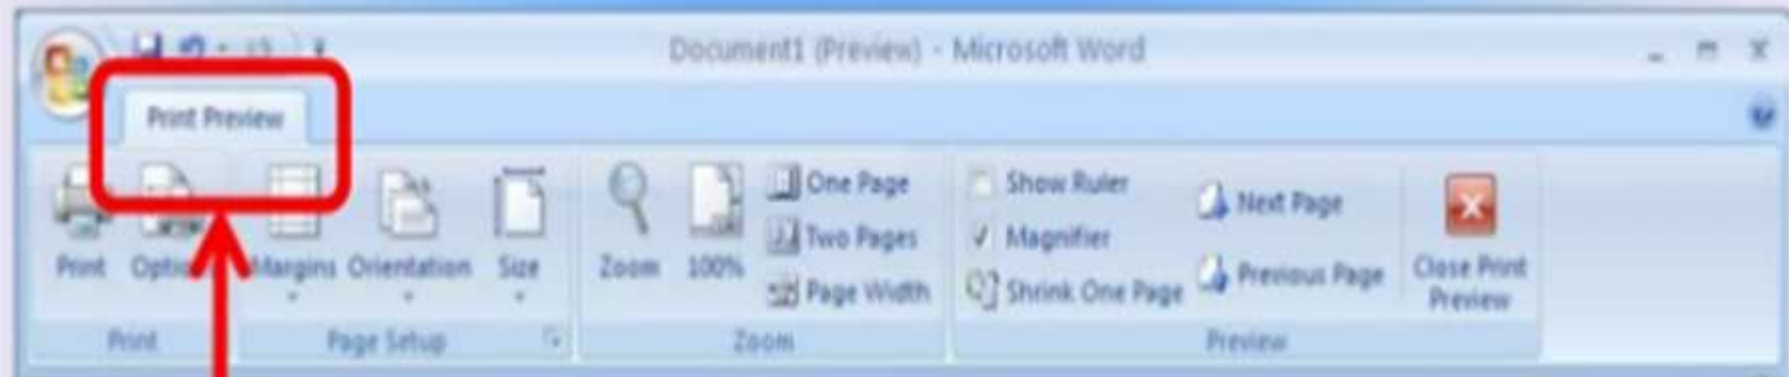 Document1 (Preview) - Microsoft Word
Print Preview
Print
Margins
Orientation
Size
Zoom
100%
One Page
Two Pages
Page Width
Show Ruler
Magnifier
Shrink One Page
Next Page
Previous Page
Close Print
Preview
Print
Page Setup
Zoom
Preview